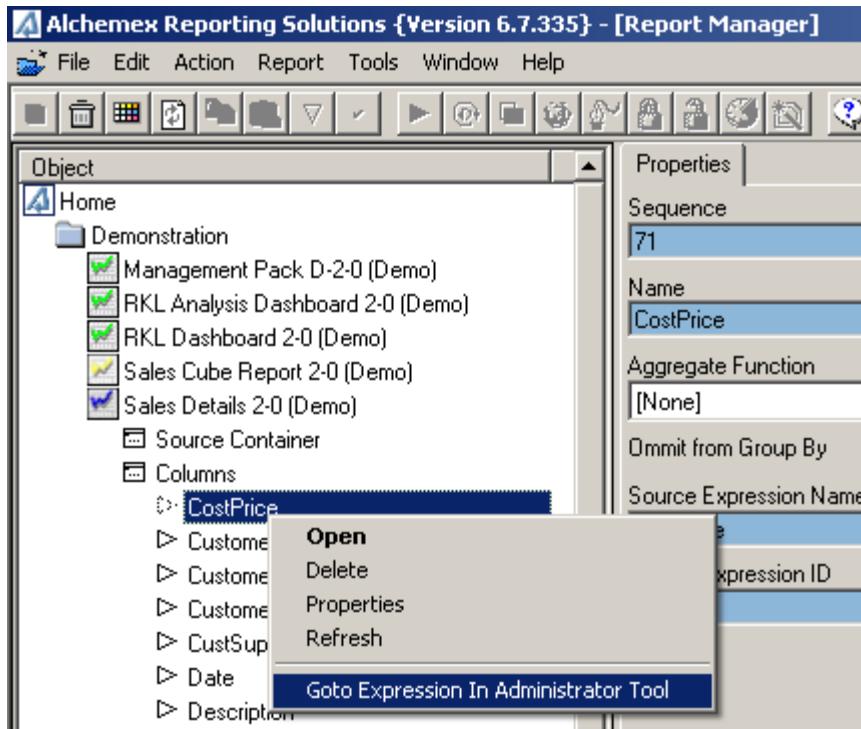 Alchemex Reporting Solutions {Version 6.7.335} - [Report Manager]
File Edit Action Report Tools Window Help
Object
Home
Demonstration
Management Pack D-2-0 (Demo)
RKL Analysis Dashboard 2-0 (Demo)
RKL Dashboard 2-0 (Demo)
Sales Cube Report 2-0 (Demo)
Sales Details 2-0 (Demo)
Source Container
Columns
CostPrice
Custome
Custome
Custome
CustSup
Date
Description
Open
Delete
Properties
Refresh
Goto Expression In Administrator Tool
Properties
Sequence
71
Name
CostPrice
Aggregate Function
[None]
Ommit from Group By
Source Expression Name
xpression ID